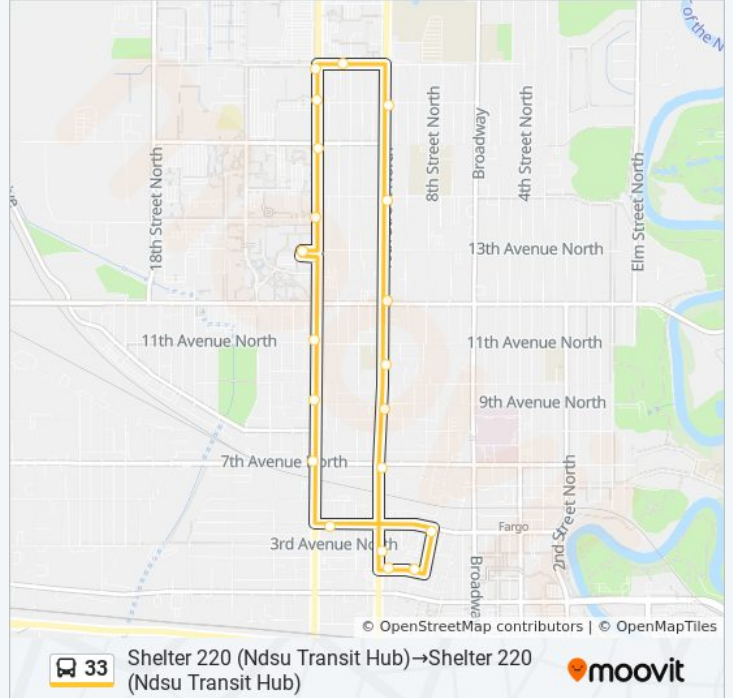 of the N
18th Street North
8th Street North
Broadway
4th Street North
Elm Street North
13th Avenue North
11th Avenue North
11th Avenue North
9th Avenue North
7th Avenue North
2nd Street North
Fargo
3rd Avenue North
Broadwa
© OpenStreetMap contributors | © OpenMapTiles
33
Shelter 220 (Ndsu Transit Hub)→Shelter 220
(Ndsu Transit Hub)
moovit